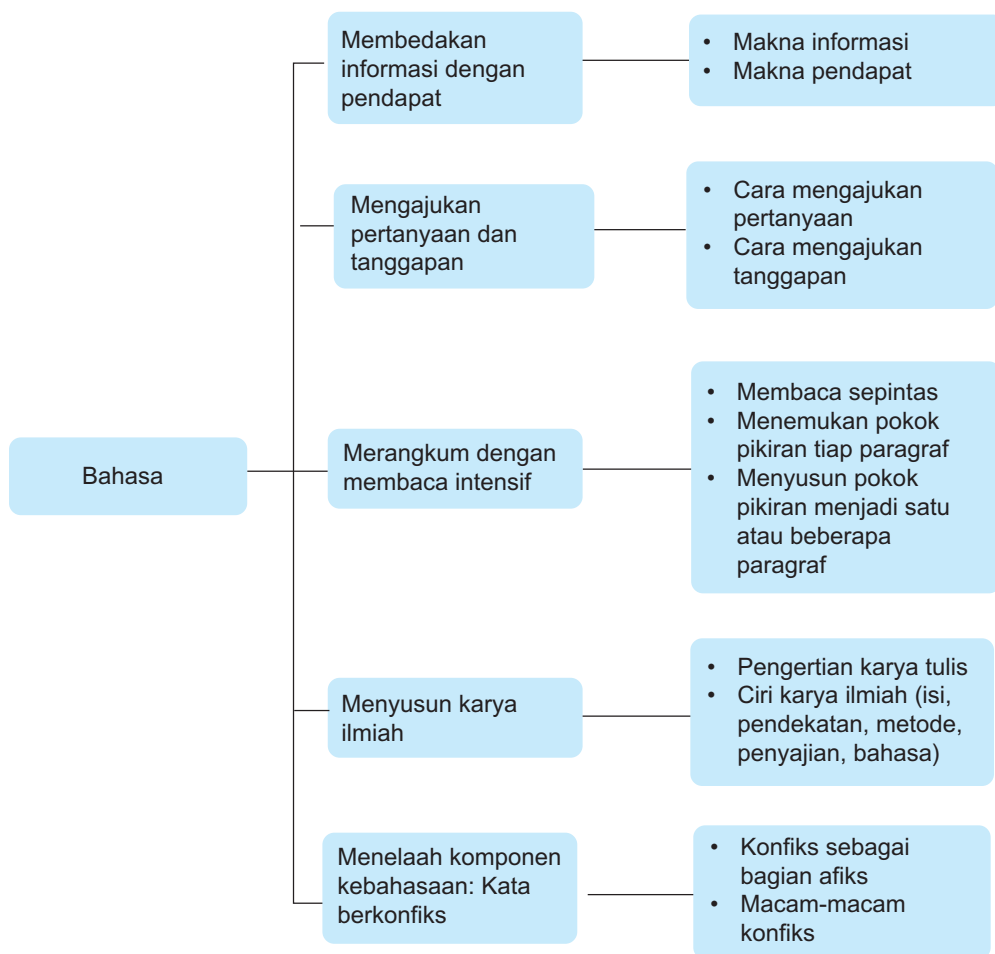 Membedakan
informasi dengan
pendapat
• Makna informasi
• Makna pendapat
Mengajukan
pertanyaan dan
tanggapan
• Cara mengajukan
pertanyaan
• Cara mengajukan
tanggapan
Bahasa
Merangkum dengan
membaca intensif
• Membaca sepintas
• Menemukan pokok
pikiran tiap paragraf
• Menyusun pokok
pikiran menjadi satu
atau beberapa
paragraf
Menyusun karya
ilmiah
• Pengertian karya tulis
• Ciri karya ilmiah (isi,
pendekatan, metode,
penyajian, bahasa)
Menelaah komponen
kebahasaan: Kata
berkonfiks
• Konfiks sebagai
bagian afiks
• Macam-macam
konfiks